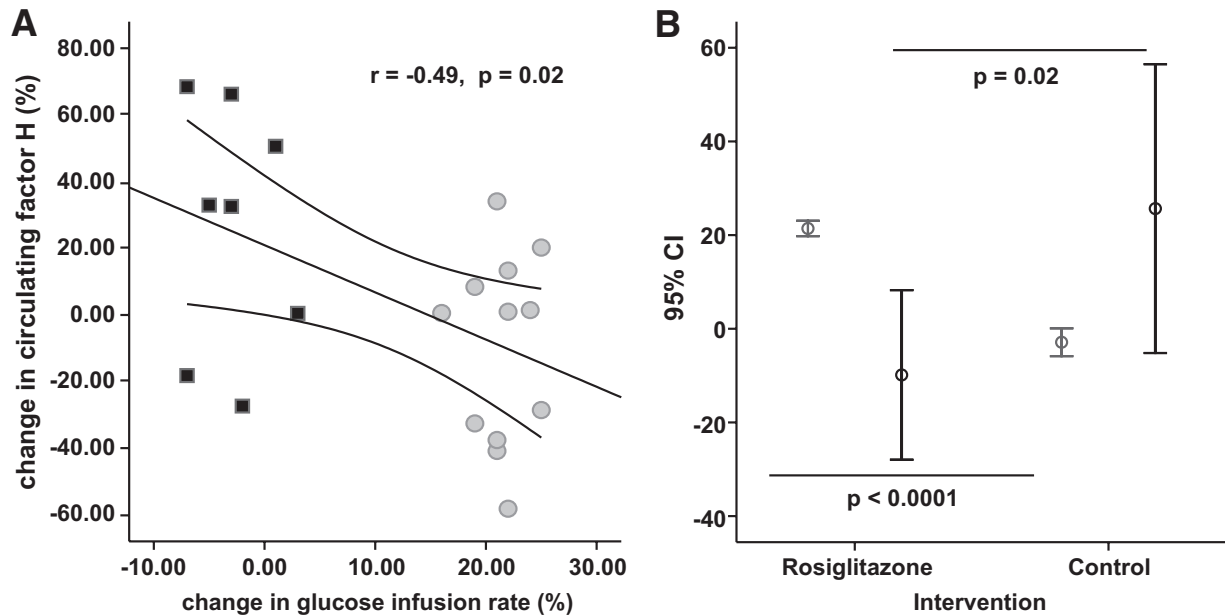 A
change in circulating factor H (%)
80.00
60.00
40.00
20.00
0.00
-20.00
-40.00
-60.00
r = -0.49, p = 0.02
-10.00 0.00 10.00 20.00 30.00
change in glucose infusion rate (%)
B
95% CI
60
40
20
0
-20
-40
p = 0.02
p < 0.0001
Rosiglitazone Control
Intervention